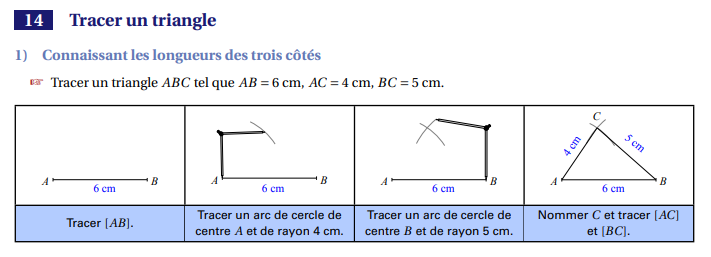 14 Tracer un triangle
1) Connaissant les longueurs des trois côtés
☞ Tracer un triangle ABC tel que AB = 6 cm, AC = 4 cm, BC = 5 cm.
A B
6 cm
A B
6 cm
A B
6 cm
C
4 cm 5 cm
A B
6 cm
Tracer [AB].
Tracer un arc de cercle de
centre A et de rayon 4 cm.
Tracer un arc de cercle de
centre B et de rayon 5 cm.
Nommer C et tracer [AC]
et [BC].